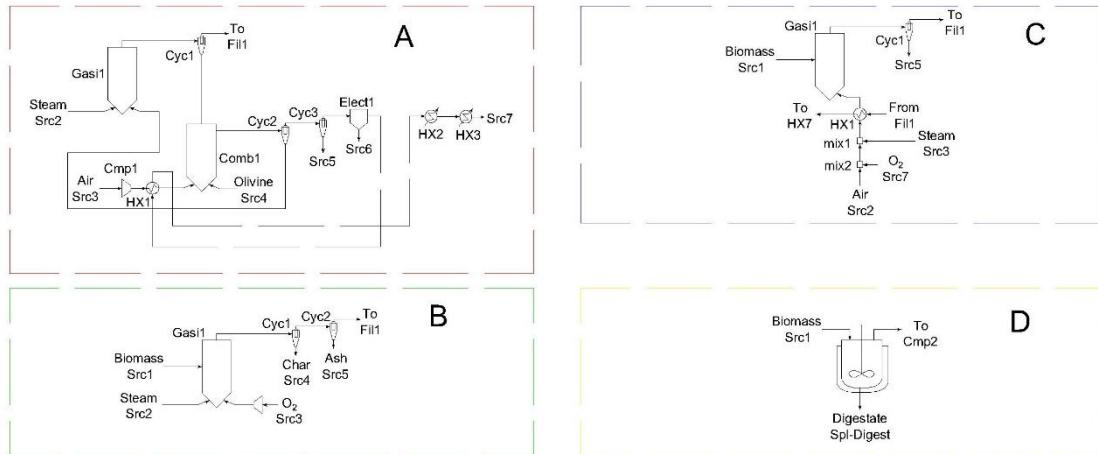 A
To
Fil1
Cyc1
Gasi1
Steam
Src2
Cyc2
Cyc3
Elect1
Src5
Src6
HX2
HX3
Src7
Comb1
Cmp1
Air
Src3
HX1
Olivine
Src4
B
To
Fil1
Gasi1
Cyc1
Cyc2
Biomass
Src1
Char
Src4
Ash
Src5
Steam
Src2
O2
Src3
C
To
Fil1
Gasi1
Cyc1
Src5
Biomass
Src1
To
HX7
HX1
From
Fil1
mix1
Steam
Src3
mix2
O2
Src7
Air
Src2
D
Biomass
Src1
To
Cmp2
Digestate
Spl-Digest